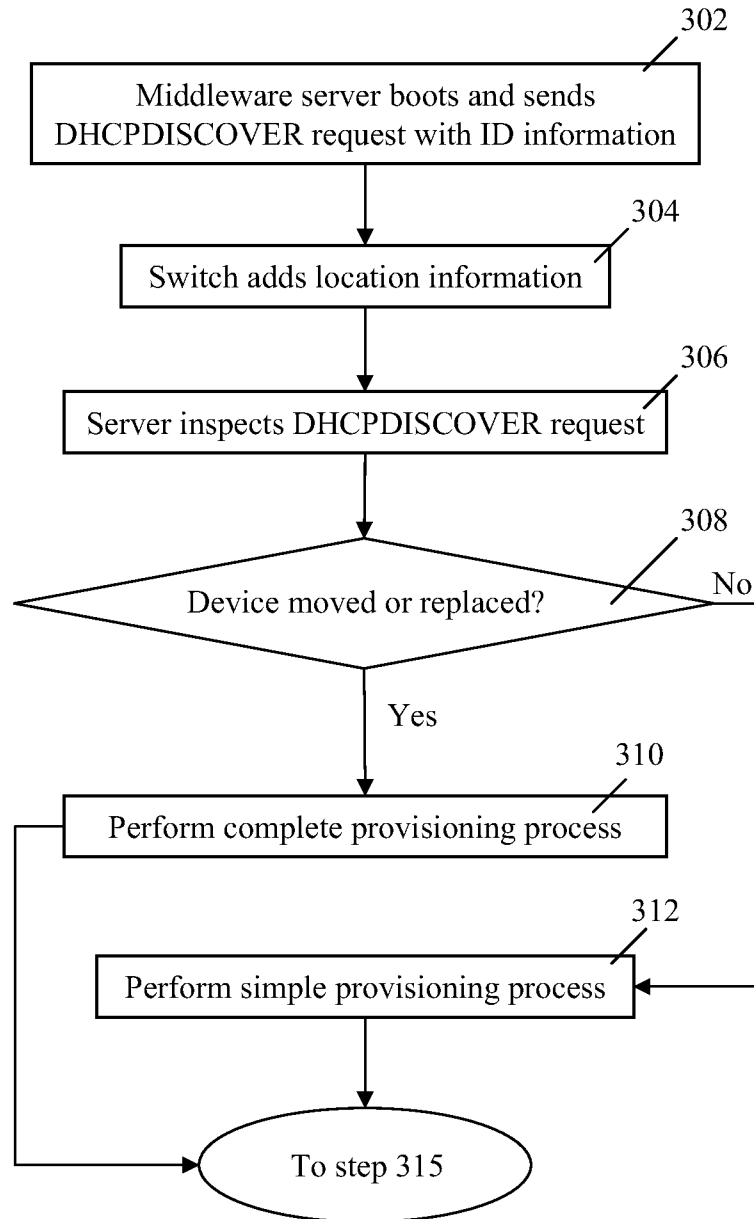 302
Middleware server boots and sends
DHCPDISCOVER request with ID information
304
Switch adds location information
306
Server inspects DHCPDISCOVER request
308
Device moved or replaced?
No
Yes
310
Perform complete provisioning process
312
Perform simple provisioning process
To step 315